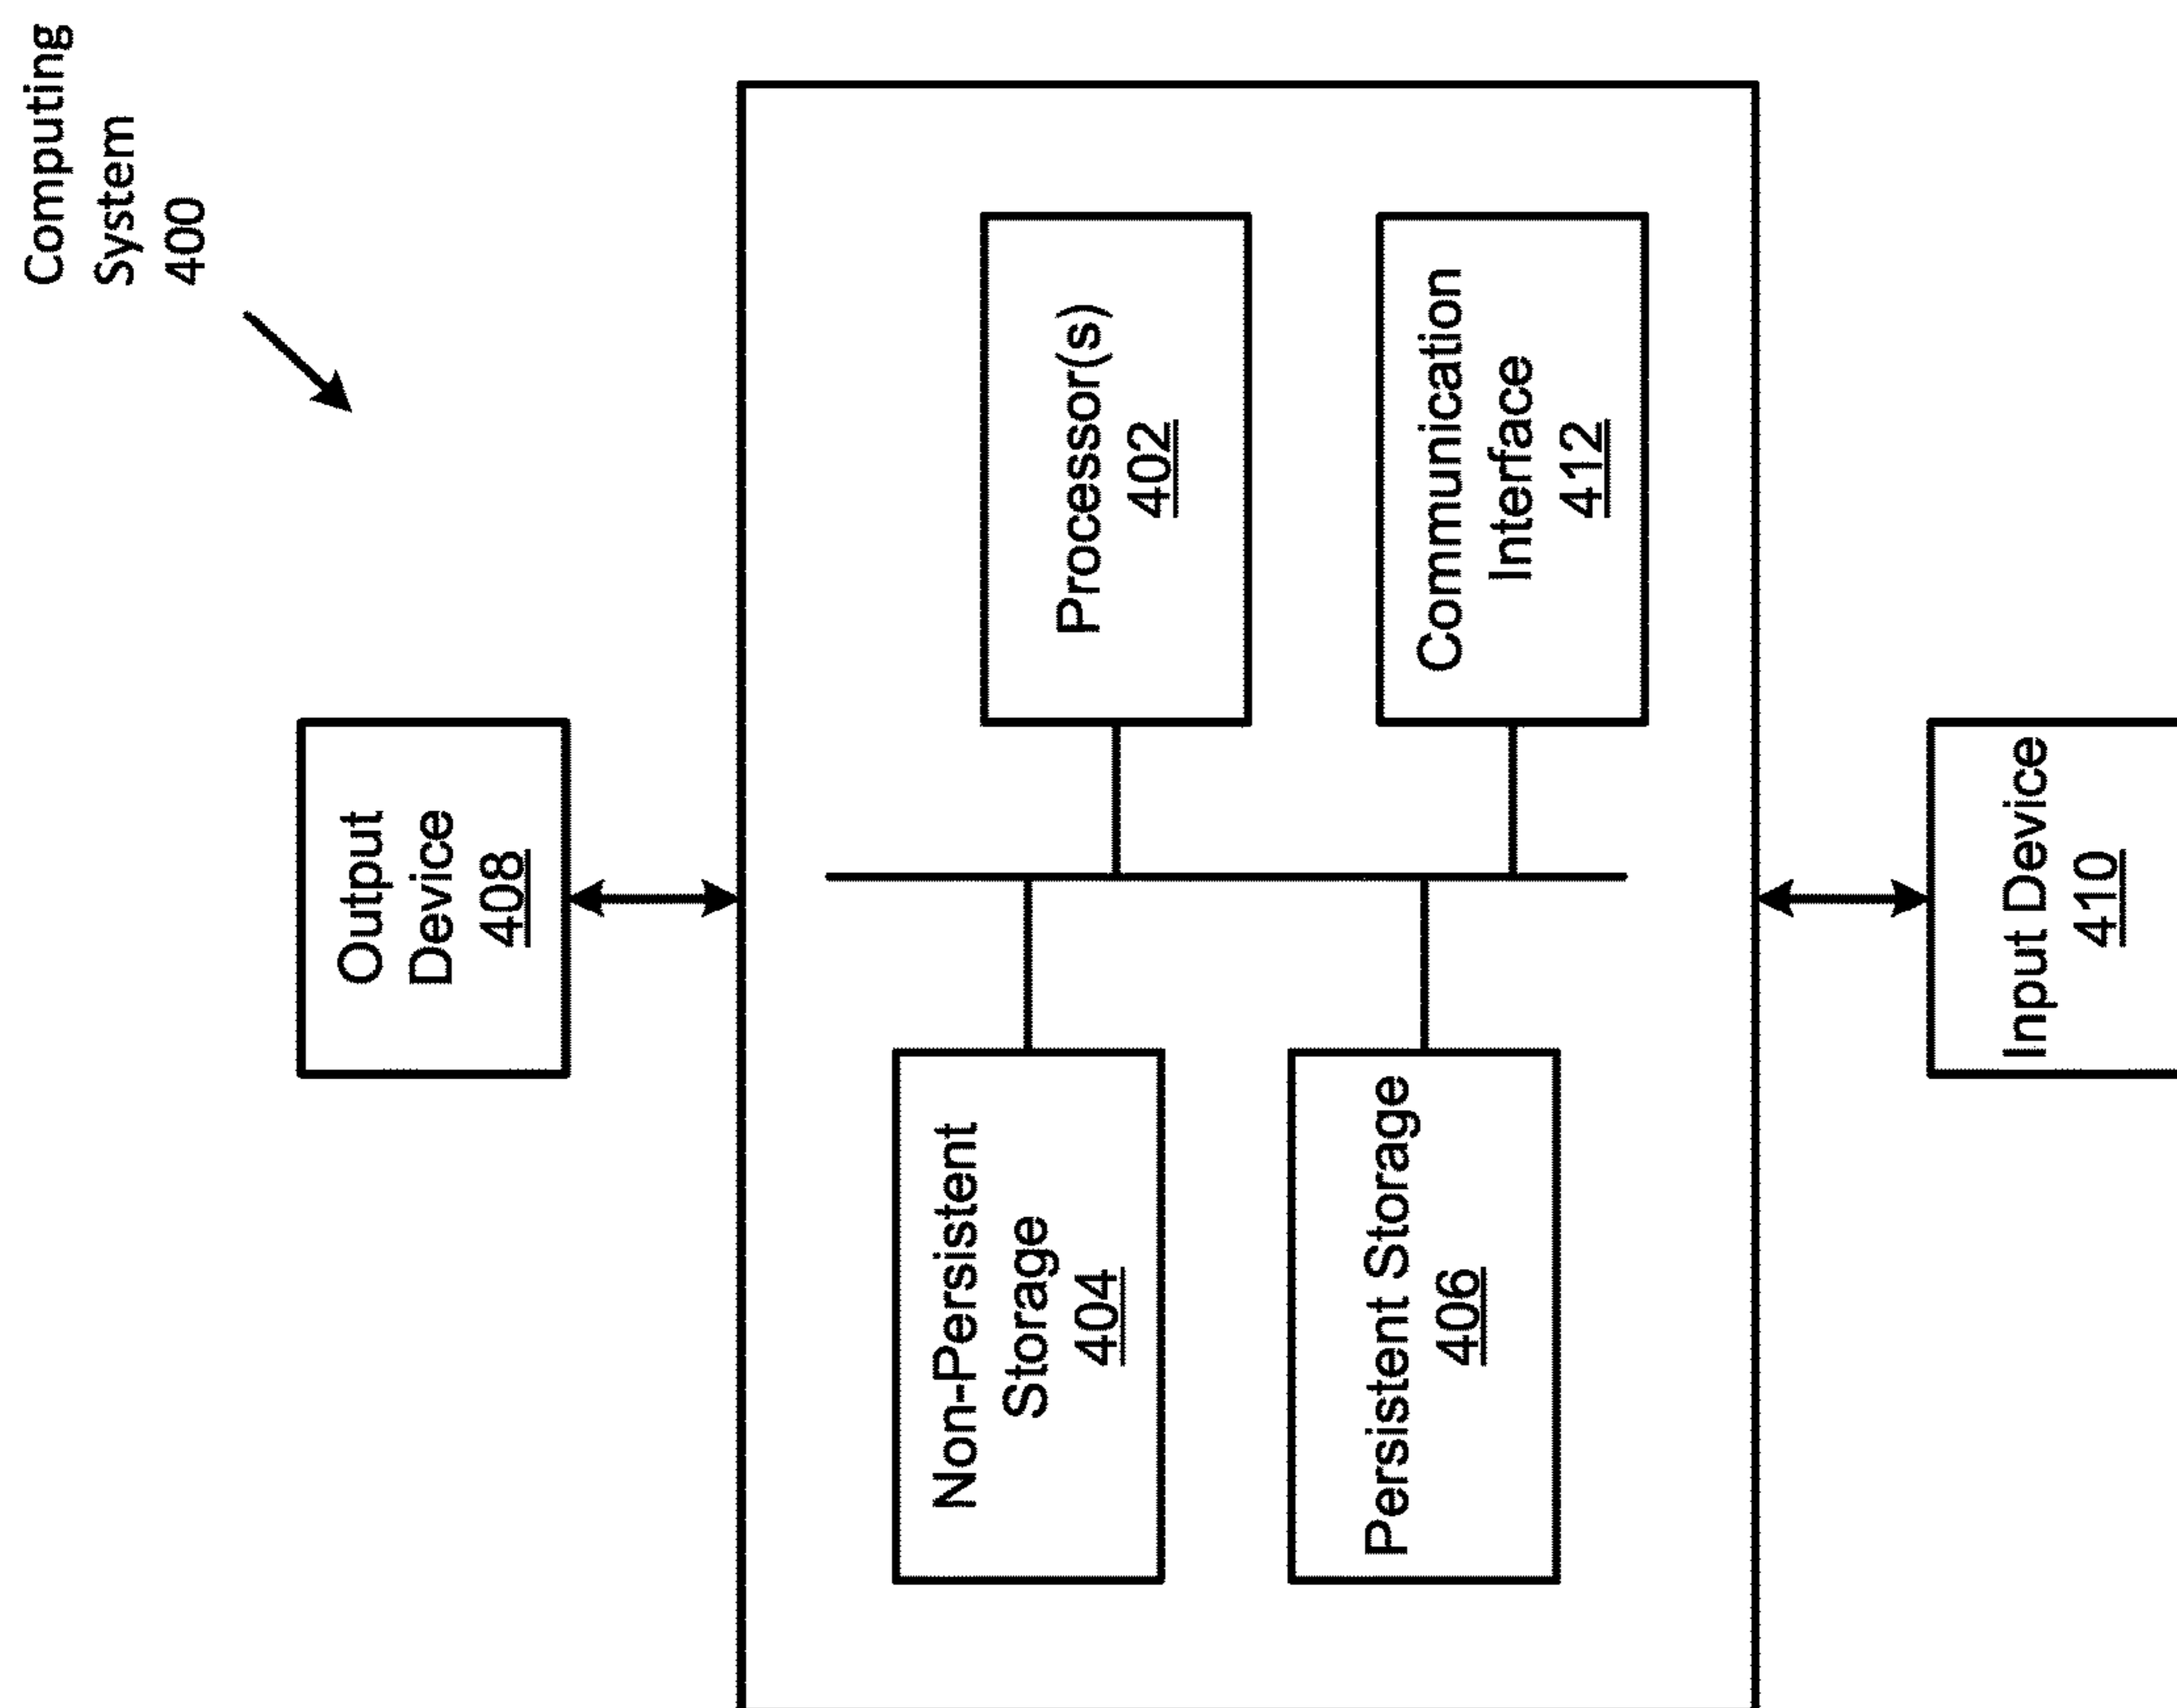 Computing
System
400
Output
Device
408
Non-Persistent
Storage
404
Processor(s)
402
Persistent Storage
406
Communication
Interface
412
Input Device
410